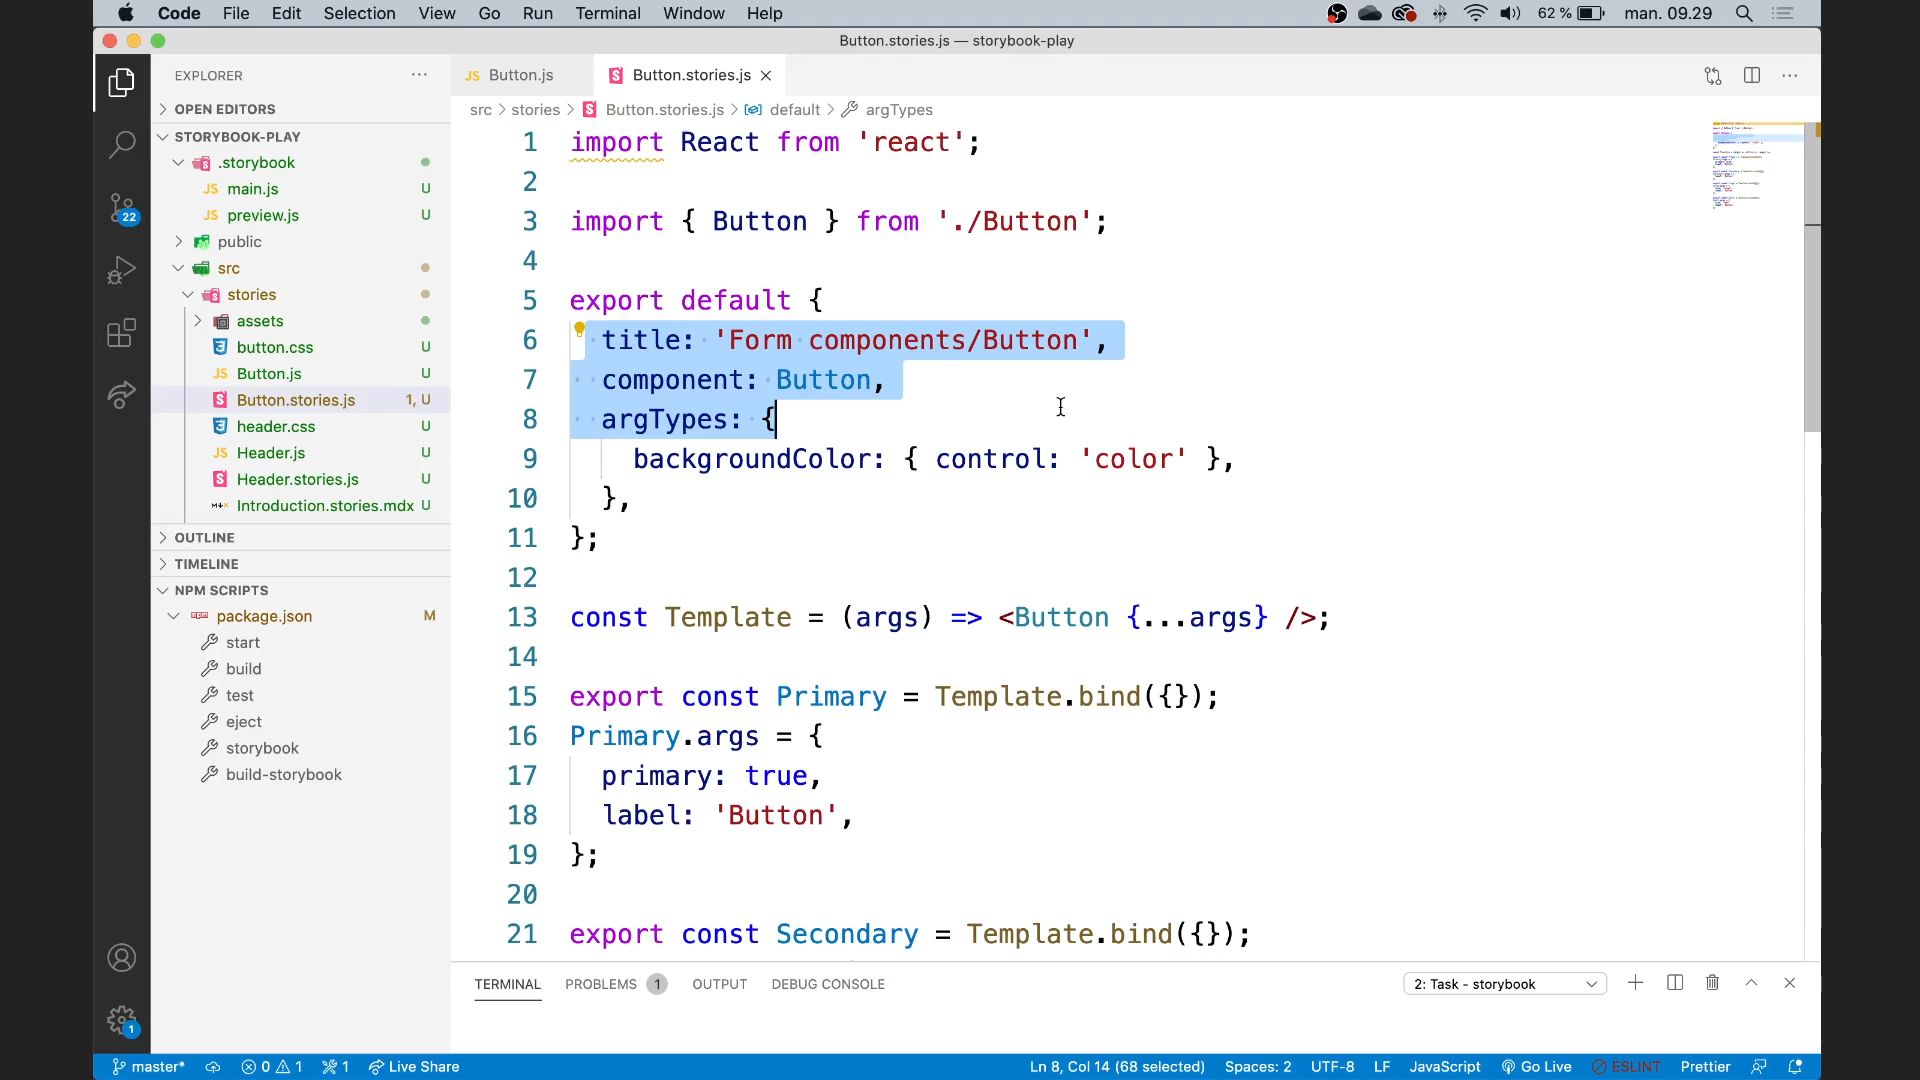 Code File Edit Selection View Go Run Terminal Window Help
62 % man. 09.29
Button.stories.js — storybook-play
EXPLORER
OPEN EDITORS
STORYBOOK-PLAY
.storybook
JS main.js U
JS preview.js U
public
src
stories
assets
button.css U
JS Button.js U
Button.stories.js 1, U
header.css U
JS Header.js U
Header.stories.js U
Introduction.stories.mdx U
OUTLINE
TIMELINE
NPM SCRIPTS
package.json M
start
build
test
eject
storybook
build-storybook
22
1
JS Button.js
Button.stories.js
src > stories > Button.stories.js > default > argTypes
1 import React from 'react';
2
3 import { Button } from './Button';
4
5 export default {
6 title: 'Form components/Button',
7 component: Button,
8 argTypes: {
9 backgroundColor: { control: 'color' },
10 },
11 };
12
13 const Template = (args) => <Button {...args} />;
14
15 export const Primary = Template.bind({});
16 Primary.args = {
17 primary: true,
18 label: 'Button',
19 };
20
21 export const Secondary = Template.bind({});
TERMINAL PROBLEMS 1 OUTPUT DEBUG CONSOLE
2: Task - storybook
master* 0 1 1 Live Share
Ln 8, Col 14 (68 selected) Spaces: 2 UTF-8 LF JavaScript Go Live ESLINT Prettier